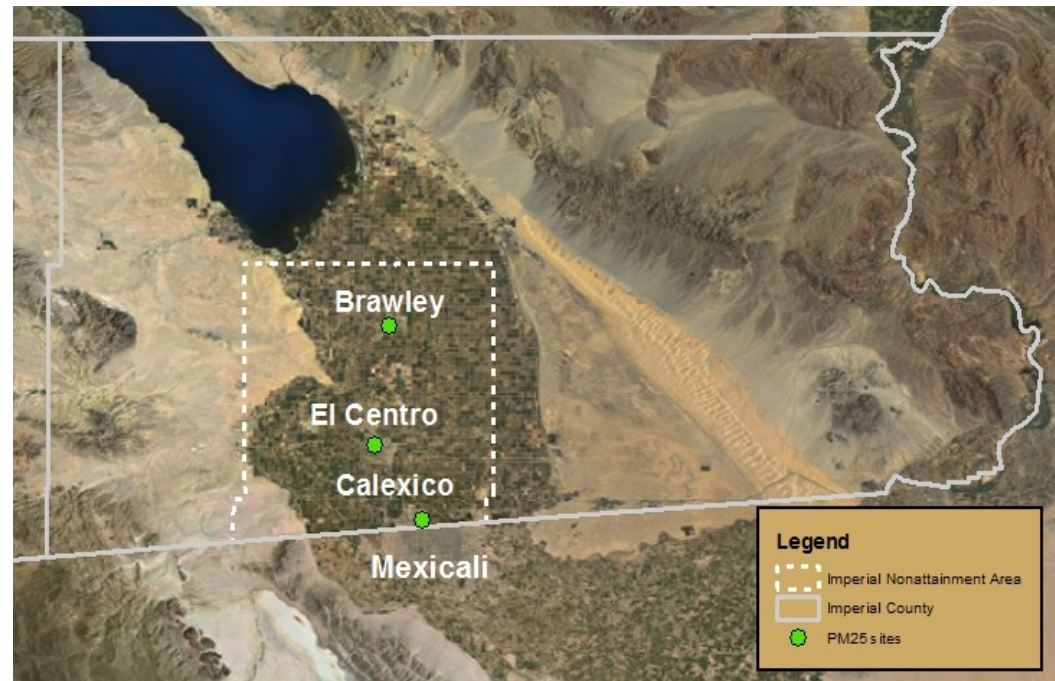 Brawley
El Centro
Calexico
Mexicali
Legend
Imperial Nonattainment Area
Imperial County
PM25 sites